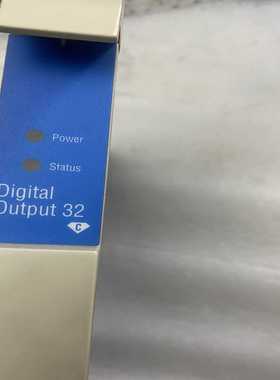 Power
Status
Digital
Output 32
C